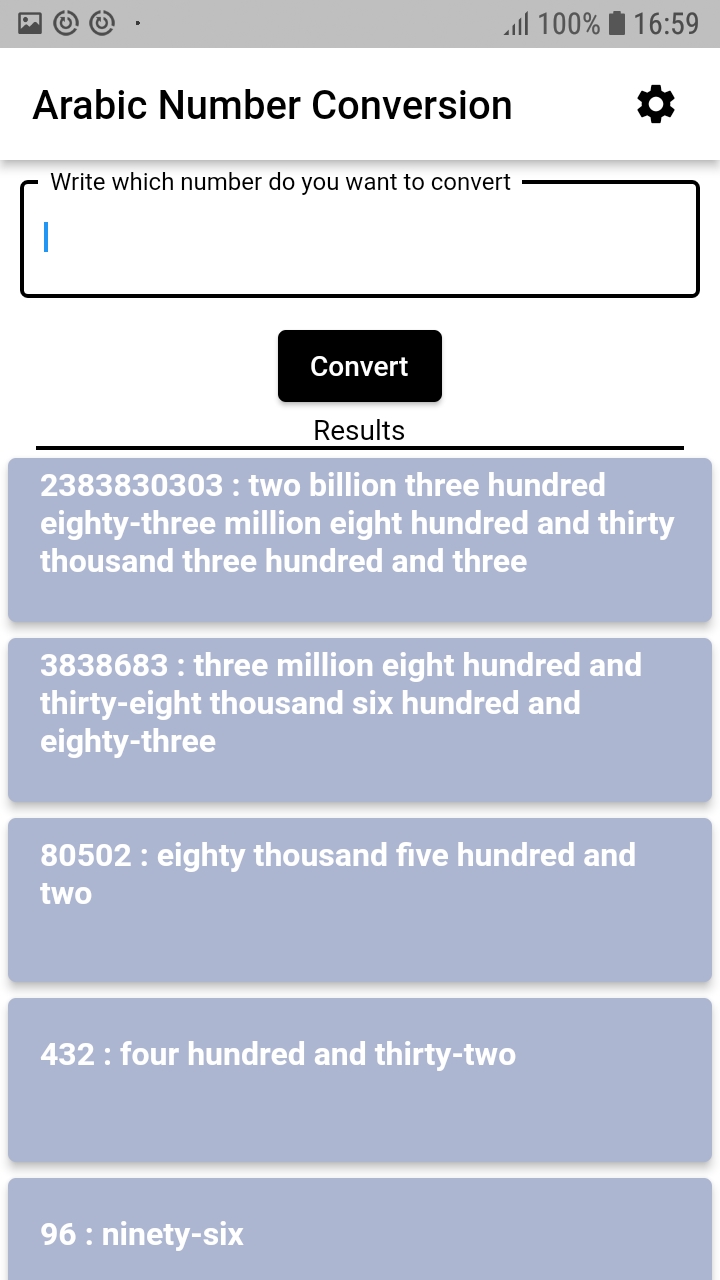 100% 16:59
Arabic Number Conversion
Write which number do you want to convert
Convert
Results
2383830303 : two billion three hundred
eighty-three million eight hundred and thirty
thousand three hundred and three
3838683 : three million eight hundred and
thirty-eight thousand six hundred and
eighty-three
80502 : eighty thousand five hundred and
two
432 : four hundred and thirty-two
96 : ninety-six